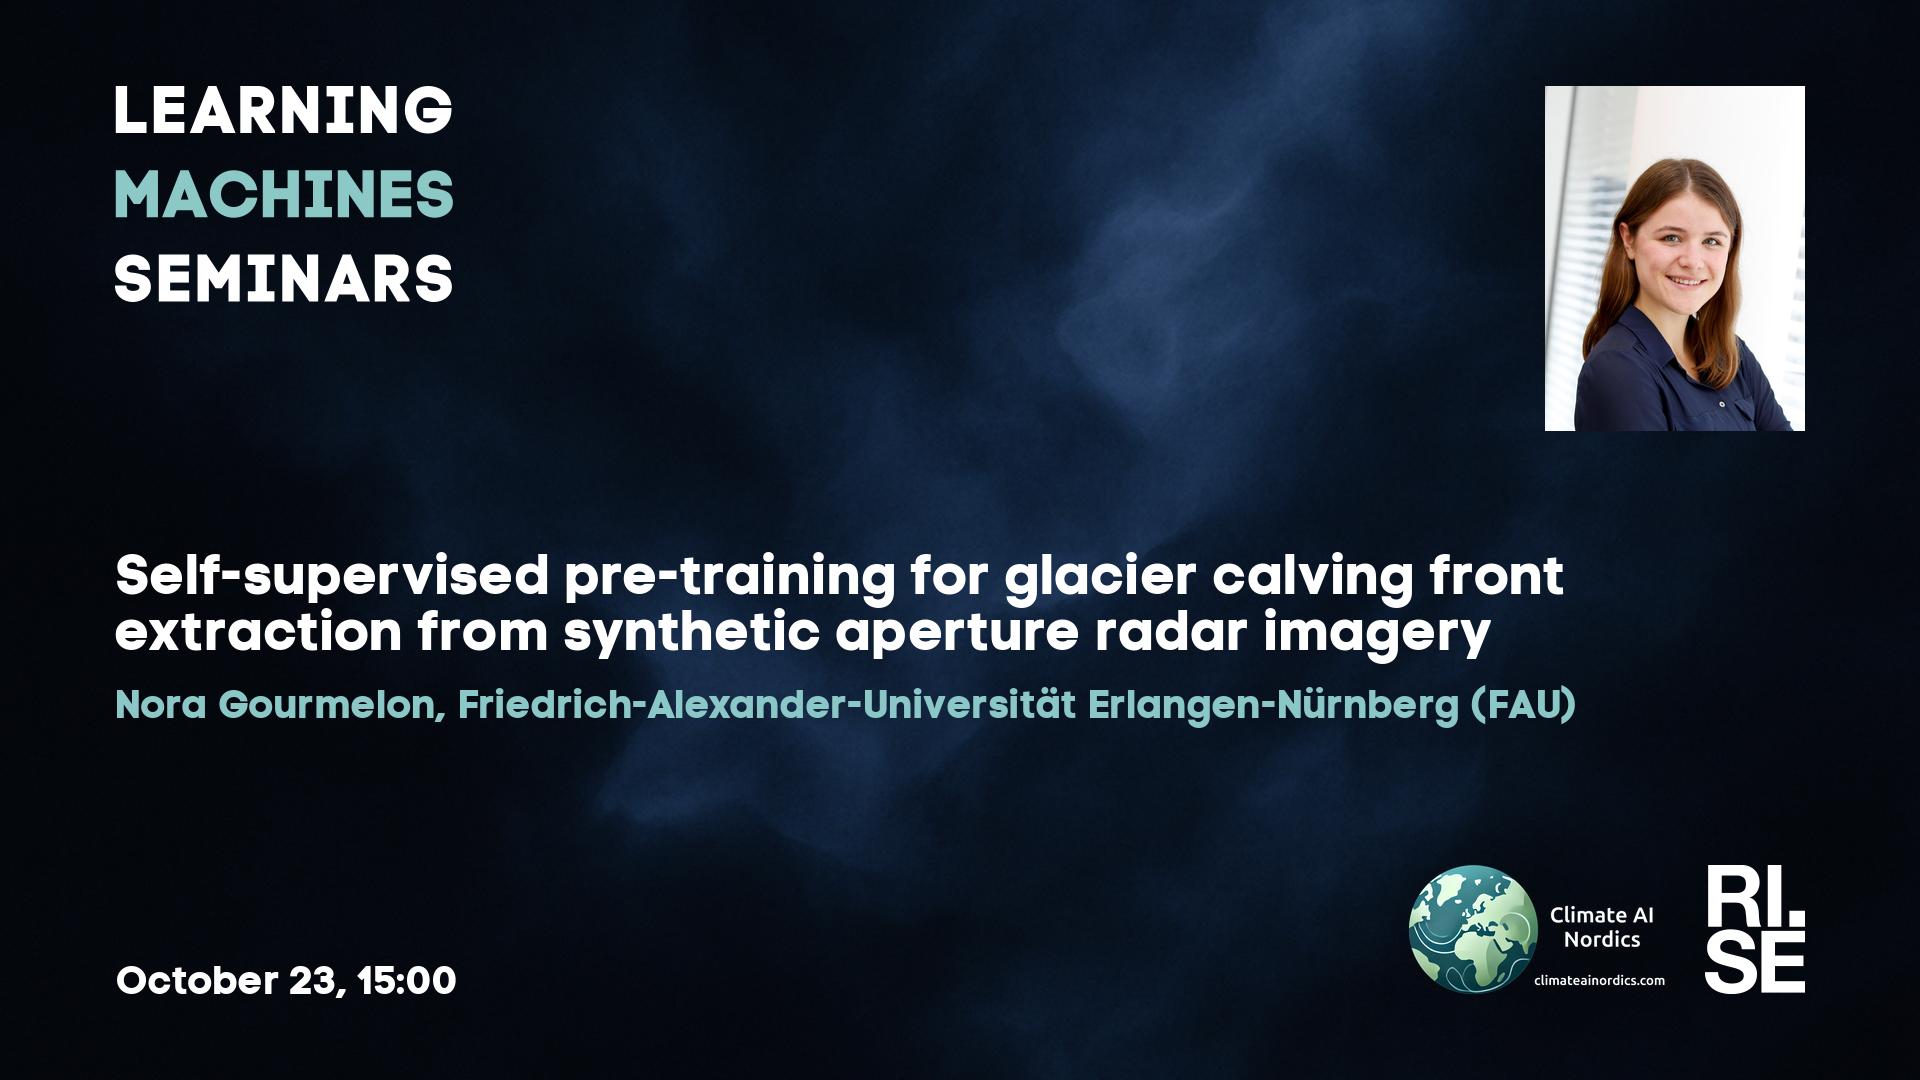 LEARNING
MACHINES
SEMINARS
Self-supervised pre-training for glacier calving front
extraction from synthetic aperture radar imagery
Nora Gourmelon, Friedrich-Alexander-Universität Erlangen-Nürnberg (FAU)
October 23, 15:00
Climate AI
Nordics
climateainordics.com
RI.
SE